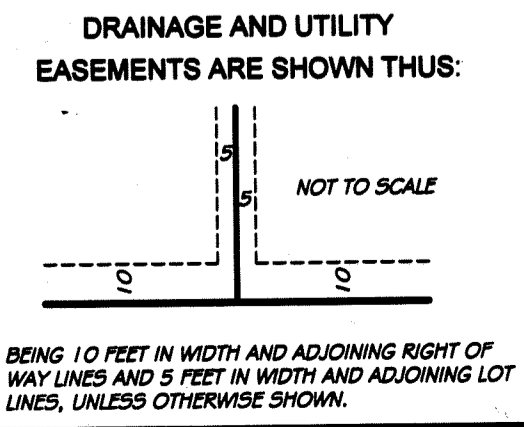 DRAINAGE AND UTILITY
EASEMENTS ARE SHOWN THUS:
5
5
NOT TO SCALE
10
10
BEING 10 FEET IN WIDTH AND ADJOINING RIGHT OF
WAY LINES AND 5 FEET IN WIDTH AND ADJOINING LOT
LINES, UNLESS OTHERWISE SHOWN.